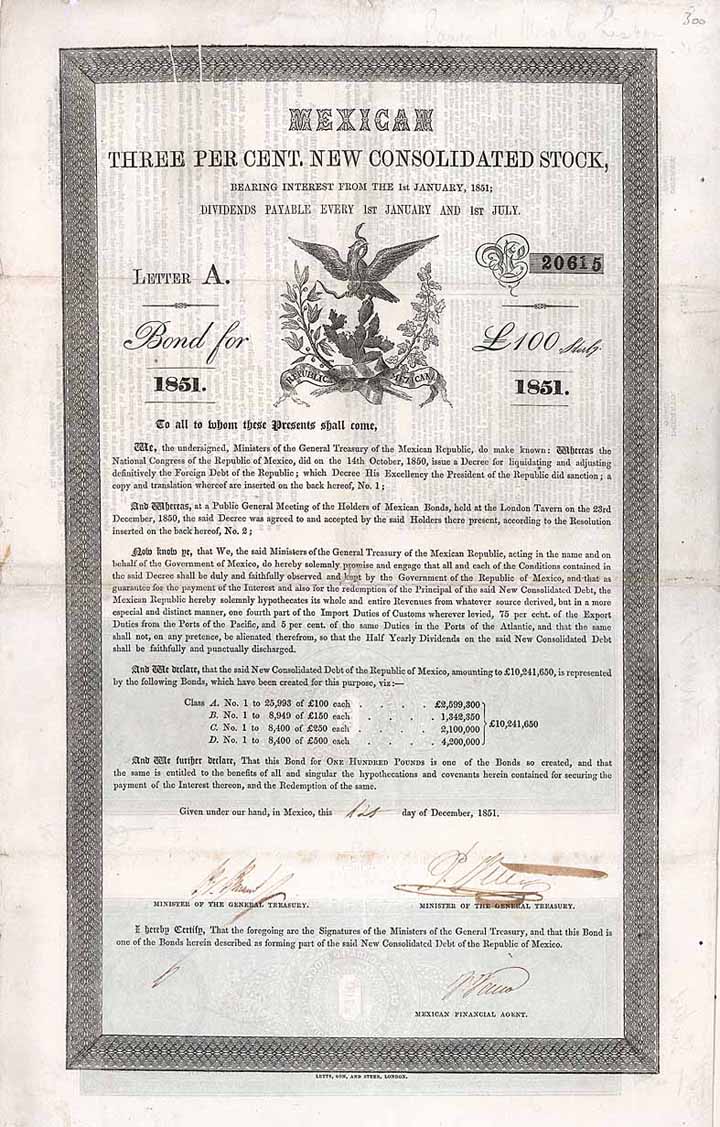 300
MEXICAN
THREE PER CENT. NEW CONSOLIDATED STOCK,
BEARING INTEREST FROM THE 1st JANUARY, 1851;
DIVIDENDS PAYABLE EVERY 1ST JANUARY AND 1ST JULY.
LETTER A.
20615
Bond for
£100 Sterlg.
REPUBLICA MEXICANA
1851.
1851.
To all to whom these Presents shall come,
We, the undersigned, Ministers of the General Treasury of the Mexican Republic, do make known: Whereas the
National Congress of the Republic of Mexico, did on the 14th October, 1850, issue a Decree for liquidating and adjusting
definitively the Foreign Debt of the Republic; which Decree His Excellency the President of the Republic did sanction; a
copy and translation whereof are inserted on the back hereof, No. 1;
And Whereas, at a Public General Meeting of the Holders of Mexican Bonds, held at the London Tavern on the 23rd
December, 1850, the said Decree was agreed to and accepted by the said Holders there present, according to the Resolution
inserted on the back hereof, No. 2;
Now know ye, that We, the said Ministers of the General Treasury of the Mexican Republic, acting in the name and on
behalf of the Government of Mexico, do hereby solemnly promise and engage that all and each of the Conditions contained in
the said Decree shall be duly and faithfully observed and kept by the Government of the Republic of Mexico, and that as
guarantee for the payment of the Interest and also for the redemption of the Principal of the said New Consolidated Debt, the
Mexican Republic hereby solemnly hypothecates its whole and entire Revenues from whatever source derived, but in a more
especial and distinct manner, one fourth part of the Import Duties of Customs wherever levied, 75 per cent. of the Export
Duties from the Ports of the Pacific, and 5 per cent. of the same Duties in the Ports of the Atlantic, and that the same
shall not, on any pretence, be alienated therefrom, so that the Half Yearly Dividends on the said New Consolidated Debt
shall be faithfully and punctually discharged.
And We declare, that the said New Consolidated Debt of the Republic of Mexico, amounting to £10,241,650, is represented
by the following Bonds, which have been created for this purpose, viz:—
Class A. No. 1 to 25,993 of £100 each . . . . . £2,599,300
B. No. 1 to 8,949 of £150 each . . . . . 1,342,350
C. No. 1 to 8,400 of £250 each . . . . . 2,100,000
D. No. 1 to 8,400 of £500 each . . . . . 4,200,000
£10,241,650
And We further declare, That this Bond for ONE HUNDRED POUNDS is one of the Bonds so created, and that
the same is entitled to the benefits of all and singular the hypothecations and covenants herein contained for securing the
payment of the Interest thereon, and the Redemption of the same.
Given under our hand, in Mexico, this day of December, 1851.
MINISTER OF THE GENERAL TREASURY.
MINISTER OF THE GENERAL TREASURY.
I hereby Certify, That the foregoing are the Signatures of the Ministers of the General Treasury, and that this Bond is
one of the Bonds herein described as forming part of the said New Consolidated Debt of the Republic of Mexico.
MEXICAN FINANCIAL AGENT.
LETTS, SON, AND STEER, LONDON.